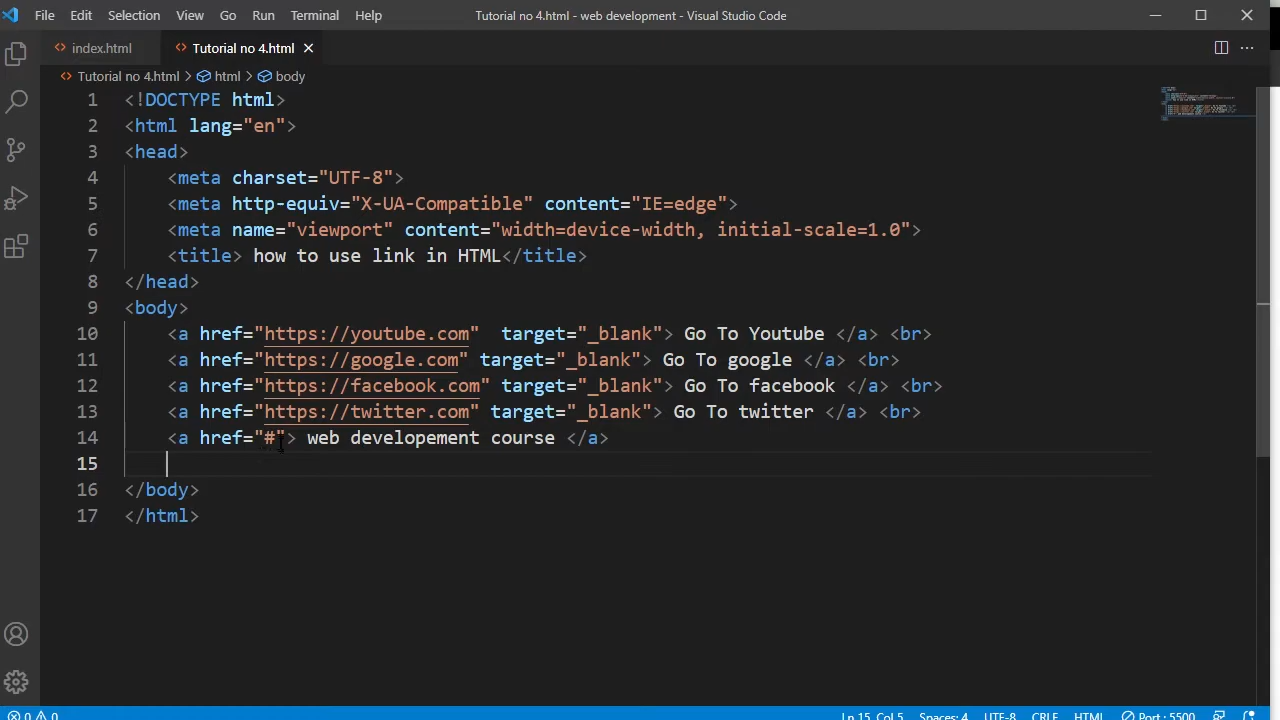 File Edit Selection View Go Run Terminal Help Tutorial no 4.html - web development - Visual Studio Code
index.html Tutorial no 4.html
Tutorial no 4.html > html > body
1 <!DOCTYPE html>
2 <html lang="en">
3 <head>
4 <meta charset="UTF-8">
5 <meta http-equiv="X-UA-Compatible" content="IE=edge">
6 <meta name="viewport" content="width=device-width, initial-scale=1.0">
7 <title> how to use link in HTML</title>
8 </head>
9 <body>
10 <a href="https://youtube.com"  target="_blank"> Go To Youtube </a> <br>
11 <a href="https://google.com" target="_blank"> Go To google </a> <br>
12 <a href="https://facebook.com" target="_blank"> Go To facebook </a> <br>
13 <a href="https://twitter.com" target="_blank"> Go To twitter </a> <br>
14 <a href="#"> web developement course </a>
15
16 </body>
17 </html>
0 0 Ln 15, Col 5 Spaces: 4 UTF-8 CRLF HTML Port : 5500